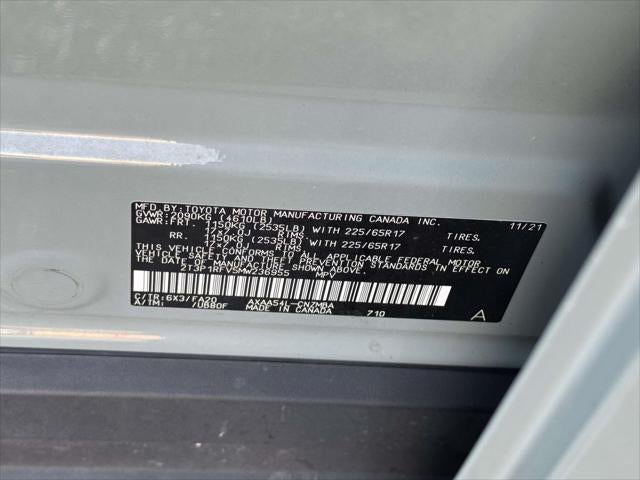 MFD.BY:TOYOTA MOTOR MANUFACTURING CANADA INC. 11/21
GVWR:2090KG (4610LB)
GAWR:FRT. 1150KG (2535LB) WITH 225/65R17 TIRES.
17X7.0J RIMS.
RR. 1150KG (2535LB) WITH 225/65R17 TIRES.
17X7.0J RIMS.
THIS VEHICLE CONFORMS TO ALL APPLICABLE FEDERAL MOTOR
VEHICLE SAFETY AND THEFT PREVENTION STANDARDS IN EFFECT ON
THE DATE OF MANUFACTURE SHOWN ABOVE.
2T3P1RFV5MW236955 MPV
C/TR:6X3/FA20 AXAA54L-CNZMBA
A/TM: /UB80F MADE IN CANADA 710 A